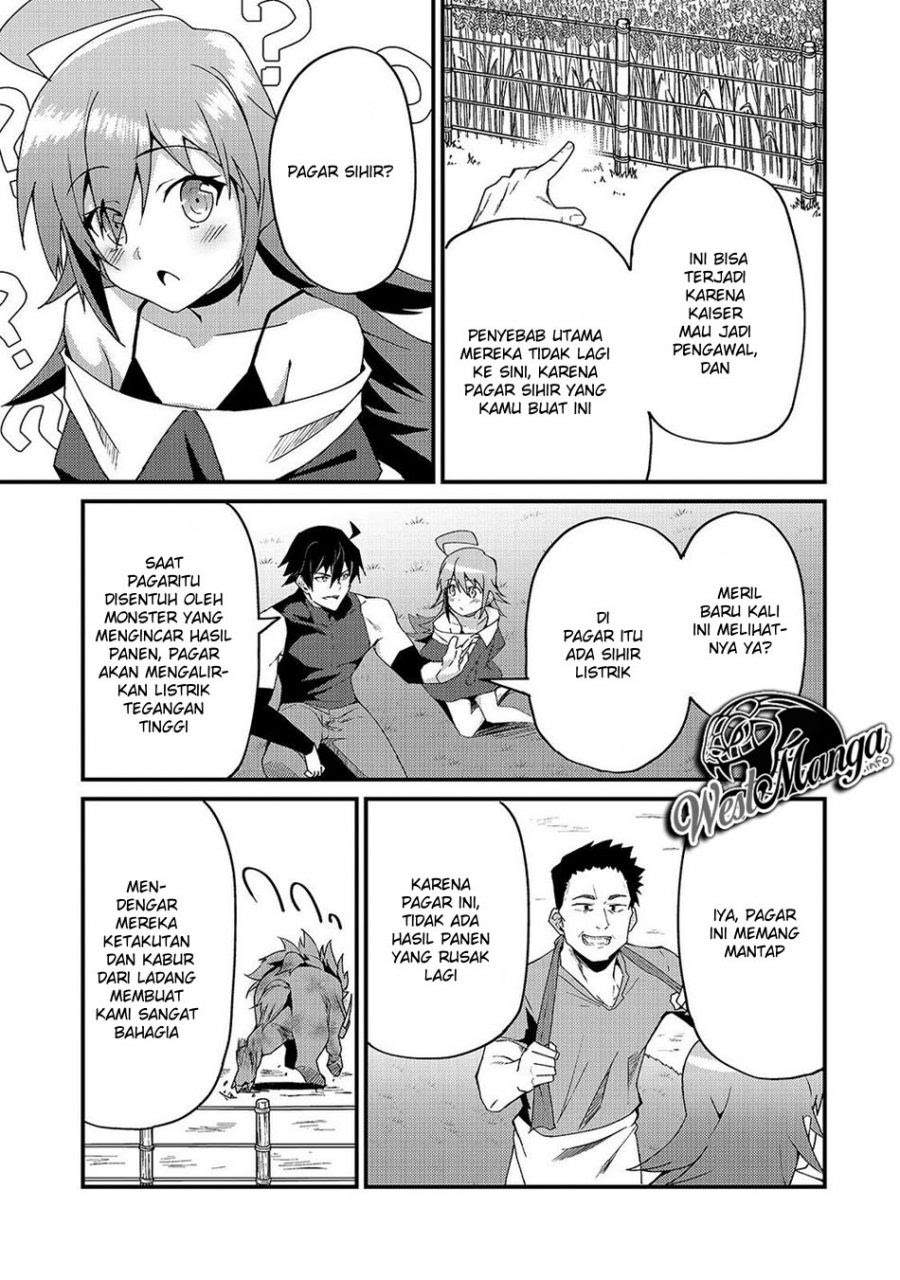 INI BISA
TERJADI
KARENA
KAISER
MAU JADI
PENGAWAL,
DAN
PENYEBAB UTAMA
MEREKA TIDAK LAGI
KE SINI, KARENA
PAGAR SIHIR YANG
KAMU BUAT INI
PAGAR SIHIR?
? ? ? ? ?
MERIL
BARU KALI
INI MELIHAT-
NYA YA?
DI
PAGAR ITU
ADA SIHIR
LISTRIK
SAAT
PAGARITU
DISENTUH OLEH
MONSTER YANG
MENGINCAR HASIL
PANEN, PAGAR
AKAN MENGALIR-
KAN LISTRIK
TEGANGAN
TINGGI
WestManga
.info
IYA, PAGAR
INI MEMANG
MANTAP
KARENA
PAGAR INI,
TIDAK ADA
HASIL PANEN
YANG RUSAK
LAGI
MEN-
DENGAR
MEREKA
KETAKUTAN
DAN KABUR
DARI LADANG
MEMBUAT
KAMI SANGAT
BAHAGIA